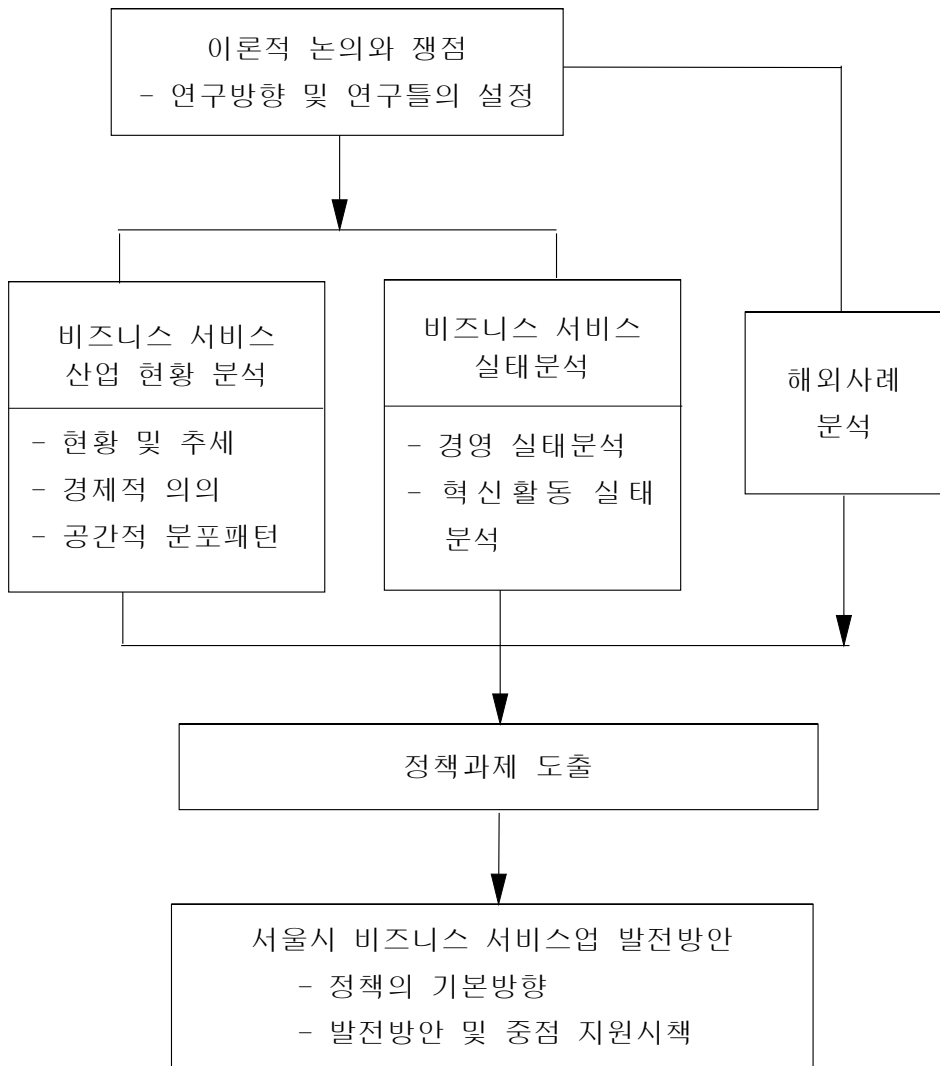 이론적 논의와 쟁점
- 연구방향 및 연구틀의 설정
비즈니스 서비스
산업 현황 분석
- 현황 및 추세
- 경제적 의의
- 공간적 분포패턴
비즈니스 서비스
실태분석
- 경영 실태분석
- 혁신활동 실태
분석
해외사례
분석
정책과제 도출
서울시 비즈니스 서비스업 발전방안
- 정책의 기본방향
- 발전방안 및 중점 지원시책